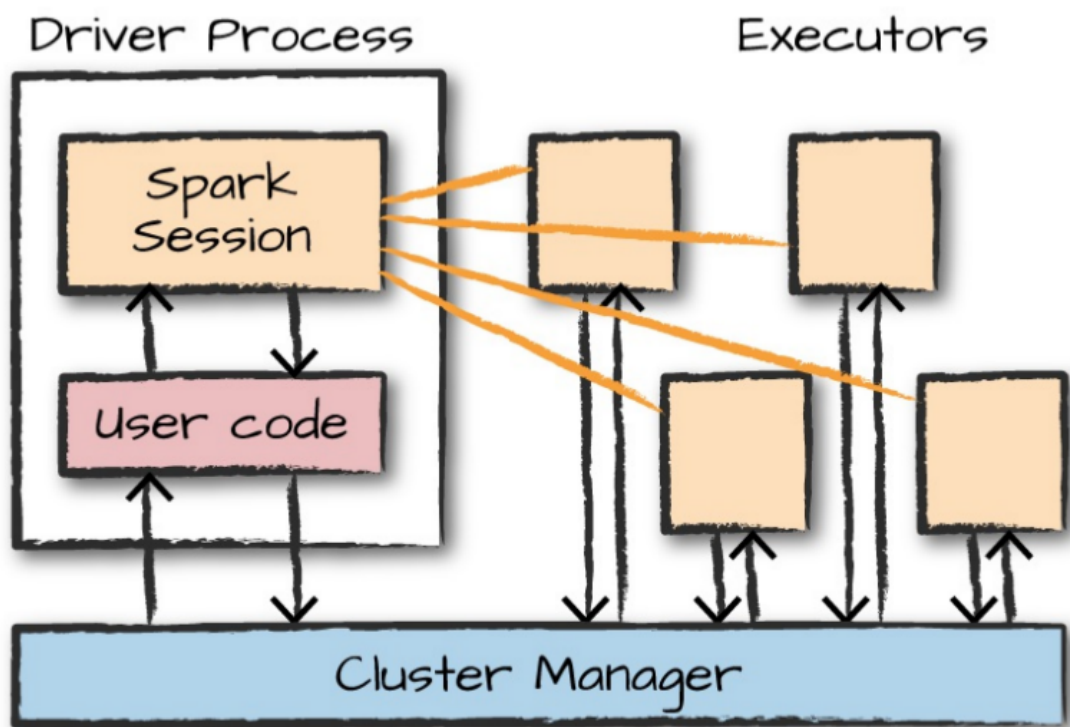 Driver Process
Executors
Spark
Session
User code
Cluster Manager